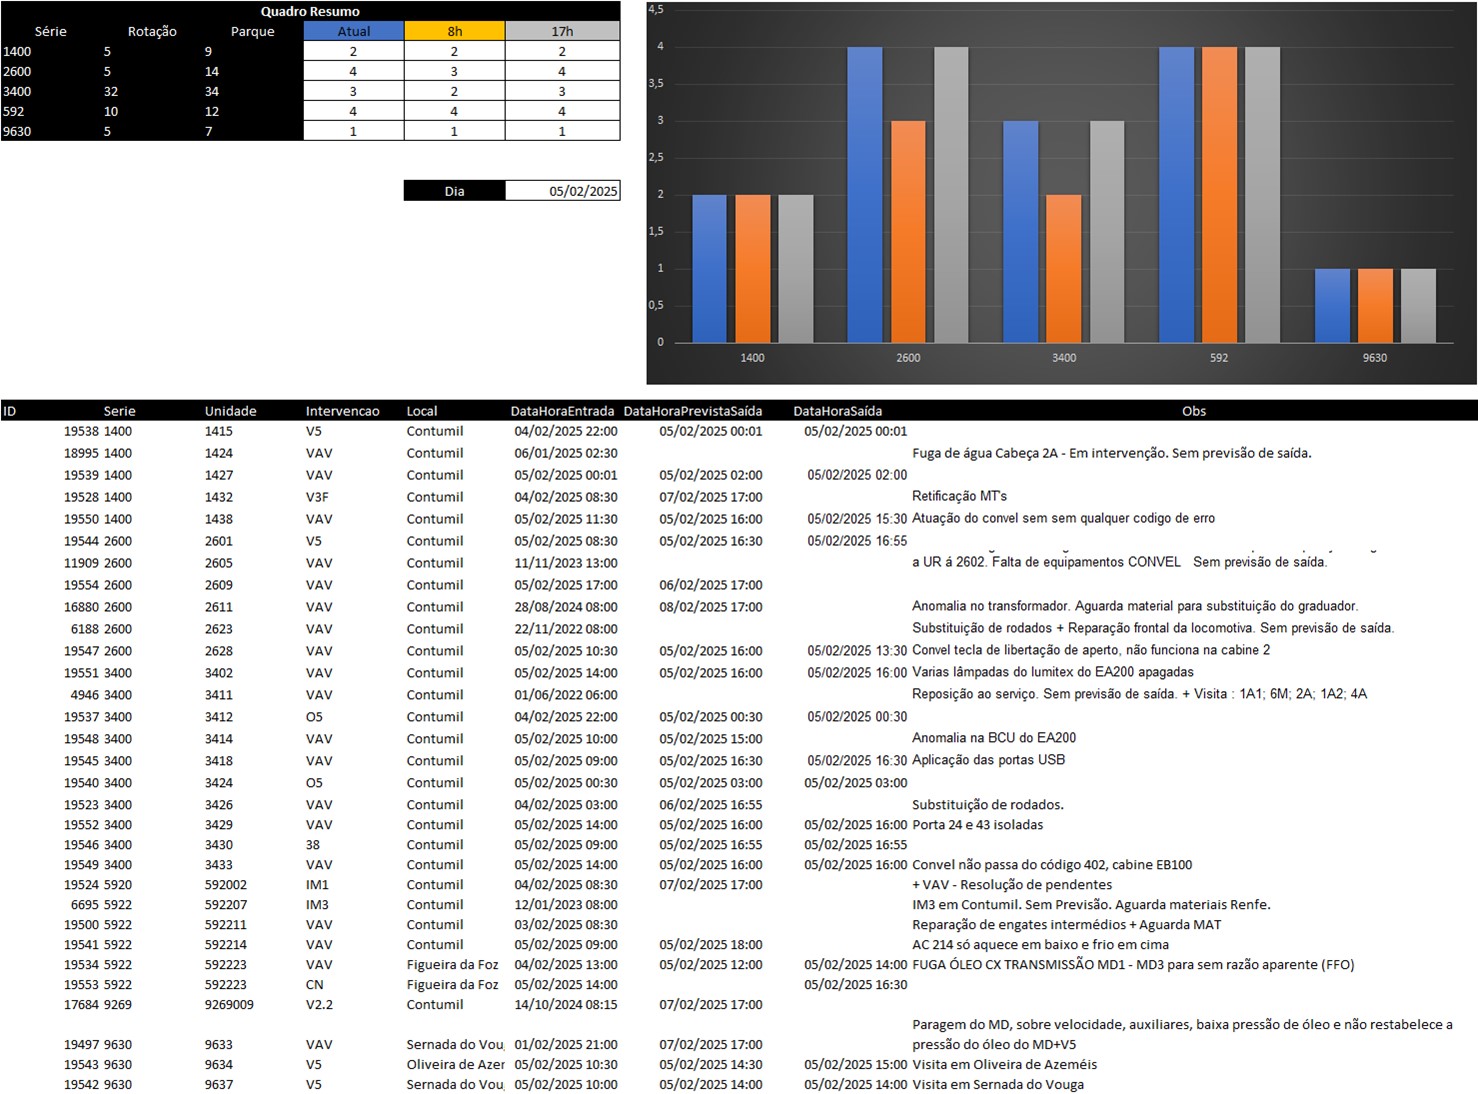 Quadro Resumo
Série Rotação Parque Atual 8h 17h
1400 5 9 2 2 2
2600 5 14 4 3 4
3400 32 34 3 2 3
592 10 12 4 4 4
9630 5 7 1 1 1
Dia 05/02/2025
4,5
4
3,5
3
2,5
2
1,5
1
0,5
0
1400 2600 3400 592 9630
ID Serie Unidade Intervencao Local DataHoraEntrada DataHoraPrevistaSaída DataHoraSaída Obs
19538 1400 1415 V5 Contumil 04/02/2025 22:00 05/02/2025 00:01 05/02/2025 00:01
18995 1400 1424 VAV Contumil 06/01/2025 02:30 Fuga de água Cabeça 2A - Em intervenção. Sem previsão de saída.
19539 1400 1427 VAV Contumil 05/02/2025 00:01 05/02/2025 02:00 05/02/2025 02:00
19528 1400 1432 V3F Contumil 04/02/2025 08:30 07/02/2025 17:00 Retificação MT's
19550 1400 1438 VAV Contumil 05/02/2025 11:30 05/02/2025 16:00 05/02/2025 15:30 Atuação do convel sem sem qualquer codigo de erro
19544 2600 2601 V5 Contumil 05/02/2025 08:30 05/02/2025 16:30 05/02/2025 16:55
11909 2600 2605 VAV Contumil 11/11/2023 13:00 a UR á 2602. Falta de equipamentos CONVEL Sem previsão de saída.
19554 2600 2609 VAV Contumil 05/02/2025 17:00 06/02/2025 17:00
16880 2600 2611 VAV Contumil 28/08/2024 08:00 08/02/2025 17:00 Anomalia no transformador. Aguarda material para substituição do graduador.
6188 2600 2623 VAV Contumil 22/11/2022 08:00 Substituição de rodados + Reparação frontal da locomotiva. Sem previsão de saída.
19547 2600 2628 VAV Contumil 05/02/2025 10:30 05/02/2025 16:00 05/02/2025 13:30 Convel tecla de libertação de aperto, não funciona na cabine 2
19551 3400 3402 VAV Contumil 05/02/2025 14:00 05/02/2025 16:00 05/02/2025 16:00 Varias lâmpadas do lumitex do EA200 apagadas
4946 3400 3411 VAV Contumil 01/06/2022 06:00 Reposição ao serviço. Sem previsão de saída. + Visita : 1A1; 6M; 2A; 1A2; 4A
19537 3400 3412 O5 Contumil 04/02/2025 22:00 05/02/2025 00:30 05/02/2025 00:30
19548 3400 3414 VAV Contumil 05/02/2025 10:00 05/02/2025 15:00 Anomalia na BCU do EA200
19545 3400 3418 VAV Contumil 05/02/2025 09:00 05/02/2025 16:30 05/02/2025 16:30 Aplicação das portas USB
19540 3400 3424 O5 Contumil 05/02/2025 00:30 05/02/2025 03:00 05/02/2025 03:00
19523 3400 3426 VAV Contumil 04/02/2025 03:00 06/02/2025 16:55 Substituição de rodados.
19552 3400 3429 VAV Contumil 05/02/2025 14:00 05/02/2025 16:00 05/02/2025 16:00 Porta 24 e 43 isoladas
19546 3400 3430 38 Contumil 05/02/2025 09:00 05/02/2025 16:55 05/02/2025 16:55
19549 3400 3433 VAV Contumil 05/02/2025 14:00 05/02/2025 16:00 05/02/2025 16:00 Convel não passa do código 402, cabine EB100
19524 5920 592002 IM1 Contumil 04/02/2025 08:30 07/02/2025 17:00 + VAV - Resolução de pendentes
6695 5922 592207 IM3 Contumil 12/01/2023 08:00 IM3 em Contumil. Sem Previsão. Aguarda materiais Renfe.
19500 5922 592211 VAV Contumil 03/02/2025 08:30 Reparação de engates intermédios + Aguarda MAT
19541 5922 592214 VAV Contumil 05/02/2025 09:00 05/02/2025 18:00 AC 214 só aquece em baixo e frio em cima
19534 5922 592223 VAV Figueira da Foz 04/02/2025 13:00 05/02/2025 12:00 05/02/2025 14:00 FUGA ÓLEO CX TRANSMISSÃO MD1 - MD3 para sem razão aparente (FFO)
19553 5922 592223 CN Figueira da Foz 05/02/2025 14:00 05/02/2025 16:30
17684 9269 9269009 V2.2 Contumil 14/10/2024 08:15 07/02/2025 17:00
Paragem do MD, sobre velocidade, auxiliares, baixa pressão de óleo e não restabelece a
19497 9630 9633 VAV Sernada do Voug 01/02/2025 21:00 07/02/2025 17:00 pressão do óleo do MD+V5
19543 9630 9634 V5 Oliveira de Azer 05/02/2025 10:30 05/02/2025 14:30 05/02/2025 15:00 Visita em Oliveira de Azeméis
19542 9630 9637 V5 Sernada do Voug 05/02/2025 10:00 05/02/2025 14:00 05/02/2025 14:00 Visita em Sernada do Vouga